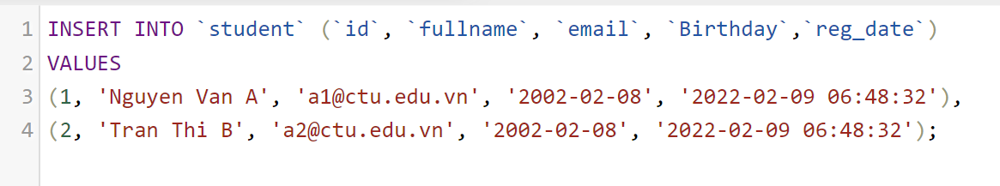 1 INSERT INTO `student` (`id`, `fullname`, `email`, `Birthday`,`reg_date`)
2 VALUES
3 (1, 'Nguyen Van A', 'a1@ctu.edu.vn', '2002-02-08', '2022-02-09 06:48:32'),
4 (2, 'Tran Thi B', 'a2@ctu.edu.vn', '2002-02-08', '2022-02-09 06:48:32');